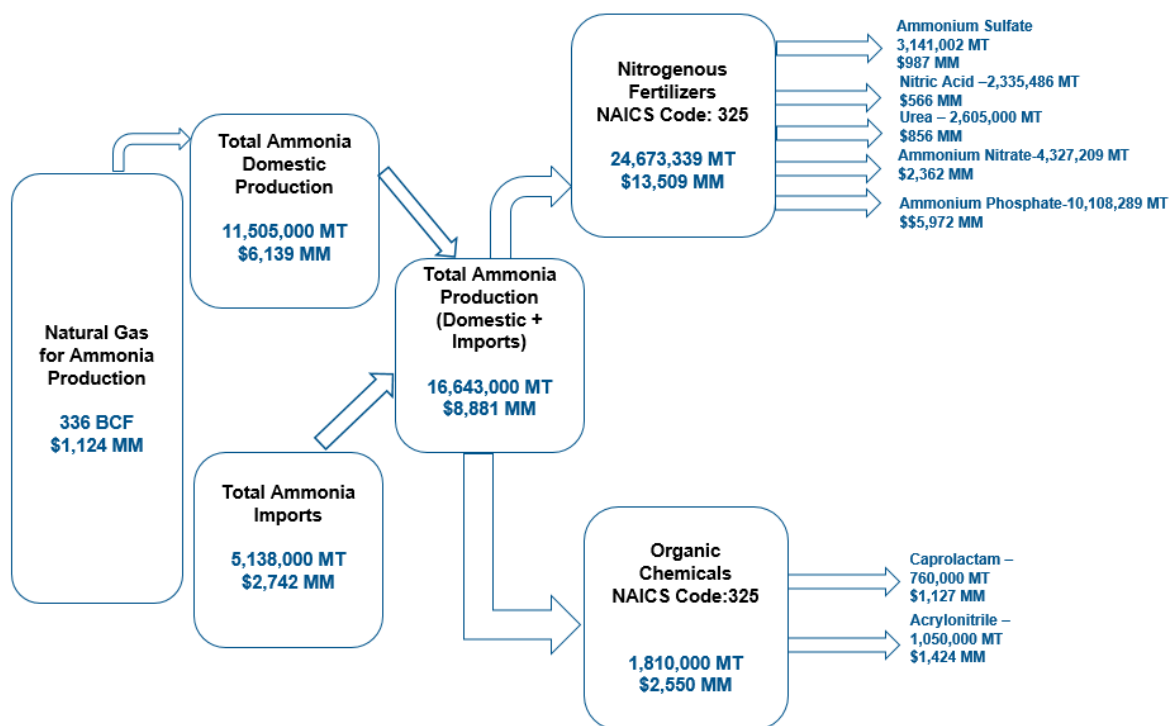 Natural Gas
for Ammonia
Production
336 BCF
$1,124 MM
Total Ammonia
Domestic
Production
11,505,000 MT
$6,139 MM
Total Ammonia
Imports
5,138,000 MT
$2,742 MM
Total Ammonia
Production
(Domestic +
Imports)
16,643,000 MT
$8,881 MM
Nitrogenous
Fertilizers
NAICS Code: 325
24,673,339 MT
$13,509 MM
Ammonium Sulfate
3,141,002 MT
$987 MM
Nitric Acid –2,335,486 MT
$566 MM
Urea – 2,605,000 MT
$856 MM
Ammonium Nitrate-4,327,209 MT
$2,362 MM
Ammonium Phosphate-10,108,289 MT
$$5,972 MM
Organic
Chemicals
NAICS Code:325
1,810,000 MT
$2,550 MM
Caprolactam –
760,000 MT
$1,127 MM
Acrylonitrile –
1,050,000 MT
$1,424 MM